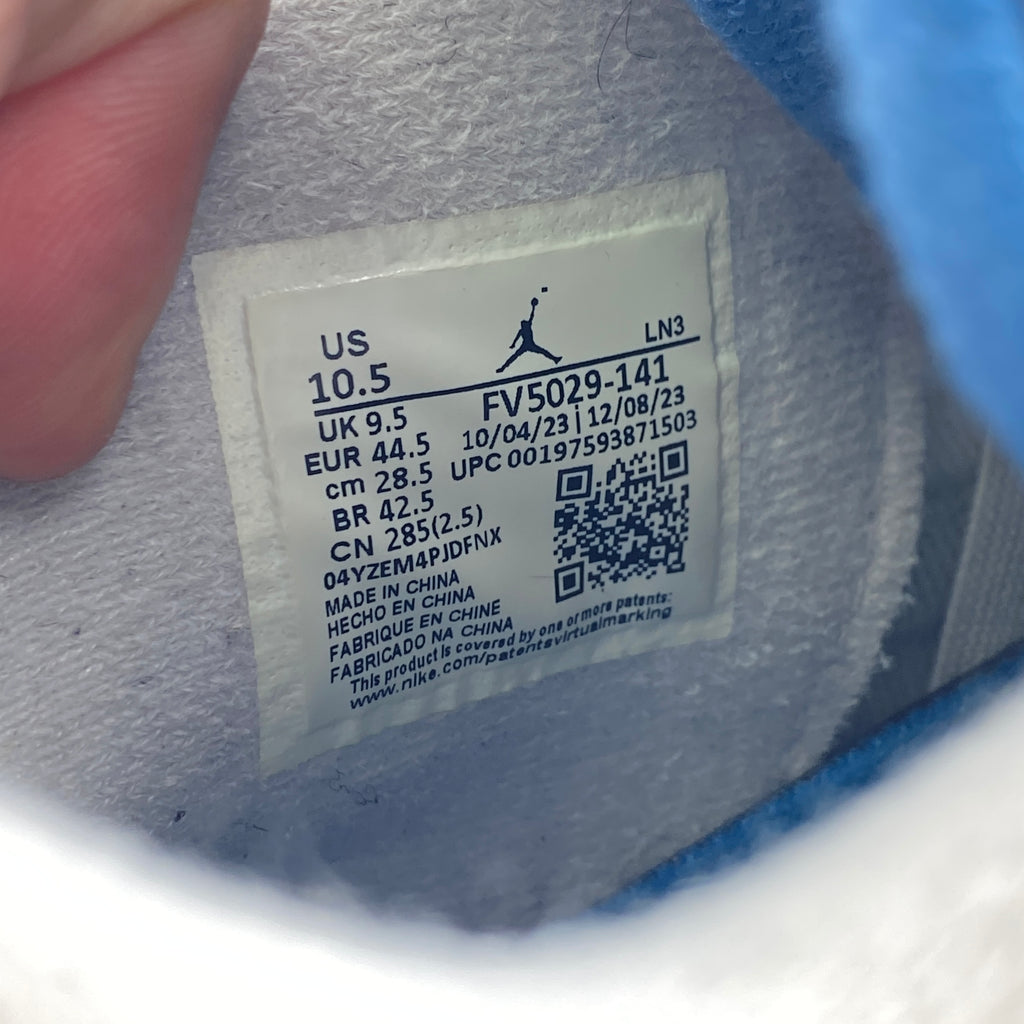 US
10.5
LN3
UK 9.5
FV5029-141
EUR 44.5
10/04/23|12/08/23
cm 28.5
UPC 00197593871503
BR 42.5
CN 285(2.5)
04YZEM4PJDFNX
MADE IN CHINA
HECHO EN CHINA
FABRIQUE EN CHINE
FABRICADO NA CHINA
This product is covered by one or more patents:
www.nike.com/patentsvirtualmarking